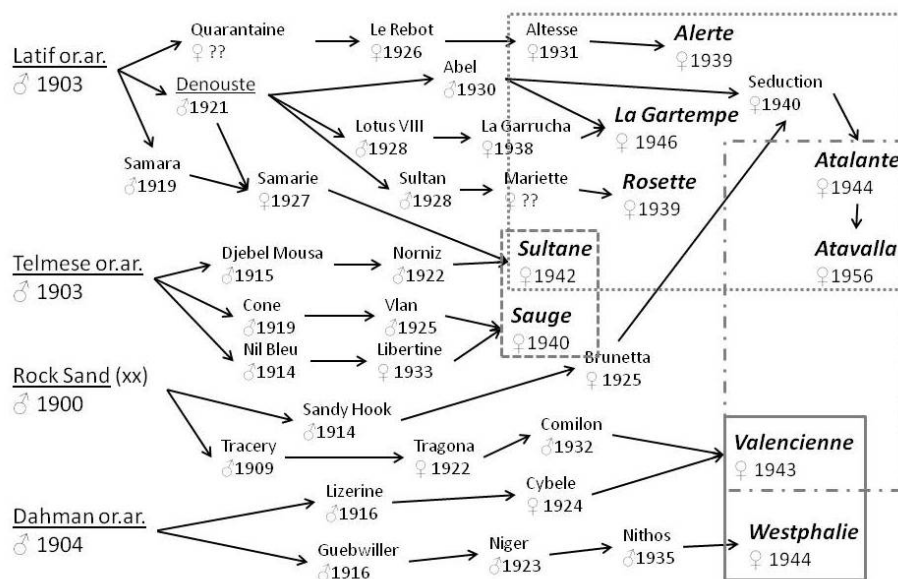 Quarantaine
♀ ??
Le Rebot
♀ 1926
Altesse
♀ 1931
Alerte
♀ 1939
Latif or.ar.
♂ 1903
Denouste
♂ 1921
Abel
♂ 1930
Seduction
♀ 1940
Lotus VIII
♂ 1928
La Garrucha
♀ 1938
La Gartempe
♀ 1946
Samara
♂ 1919
Samarie
♀ 1927
Sultan
♂ 1928
Mariette
♀ ??
Rosette
♀ 1939
Atalante
♀ 1944
Atavalla
♀ 1956
Telmese or.ar.
♂ 1903
Djebel Mousa
♂ 1915
Norniz
♂ 1922
Sultane
♀ 1942
Cone
♂ 1919
Vlan
♂ 1925
Sauge
♀ 1940
Nil Bleu
♂ 1914
Libertine
♀ 1933
Brunetta
♀ 1925
Rock Sand (xx)
♂ 1900
Sandy Hook
♂ 1914
Tracery
♂ 1909
Tragona
♀ 1922
Comilon
♂ 1932
Valencienne
♀ 1943
Lizerine
♂ 1916
Cybele
♀ 1924
Dahman or.ar.
♂ 1904
Guebwiller
♂ 1916
Niger
♂ 1923
Nithos
♂ 1935
Westphalie
♀ 1944